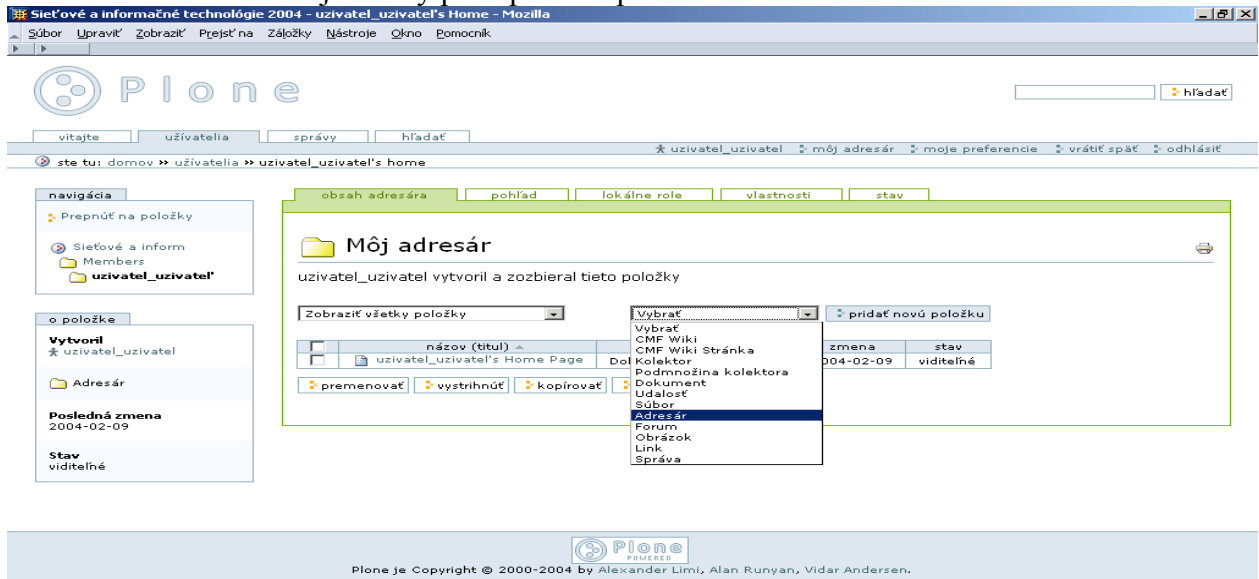 Sieťové a informačné technológie 2004 - uzivatel_uzivatel's Home - Mozilla
Súbor Upraviť Zobraziť Prejsť na Záložky Nástroje Okno Pomocník
Plone
hľadať
vitajte užívatelia správy hľadať
uzivatel_uzivatel môj adresár moje preferencie vrátiť späť odhlásiť
ste tu: domov » užívatelia » uzivatel_uzivatel's home
navigácia
Prepnúť na položky
Sieťové a inform
Members
uzivatel_uzivatel'
o položke
Vytvoril
uzivatel_uzivatel
Adresár
Posledná zmena
2004-02-09
Stav
viditeľné
obsah adresára pohľad lokálne role vlastnosti stav
Môj adresár
uzivatel_uzivatel vytvoril a zozbieral tieto položky
Zobraziť všetky položky Vybrať pridať novú položku
názov (titul) zmena stav
uzivatel_uzivatel's Home Page 2004-02-09 viditeľné
premenovať vystrihnúť kopírovať
Vybrať
CMF Wiki
CMF Wiki Stránka
Kolektor
Podmnožina kolektora
Dokument
Udalosť
Súbor
Adresár
Forum
Obrázok
Link
Správa
Plone
POWERED
Plone je Copyright © 2000-2004 by Alexander Limi, Alan Runyan, Vidar Andersen.